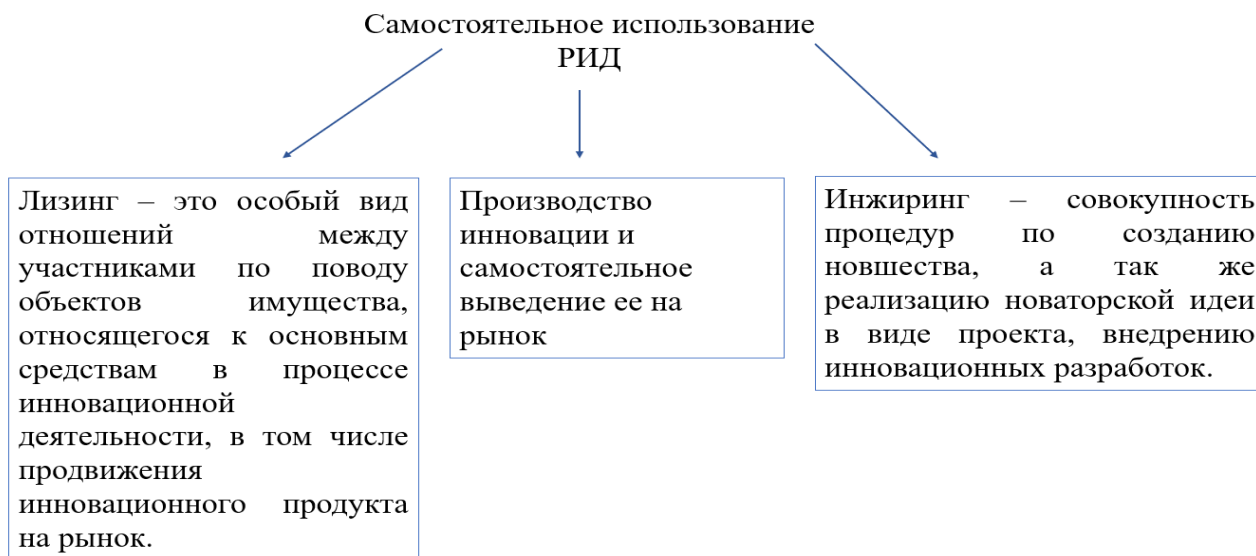 Самостоятельное использование
РИД
Лизинг – это особый вид
отношений между
участниками по поводу
объектов имущества,
относящегося к основным
средствам в процессе
инновационной
деятельности, в том числе
продвижения
инновационного продукта
на рынок.
Производство
инновации и
самостоятельное
выведение ее на
рынок
Инжиринг – совокупность
процедур по созданию
новшества, а так же
реализацию новаторской идеи
в виде проекта, внедрению
инновационных разработок.